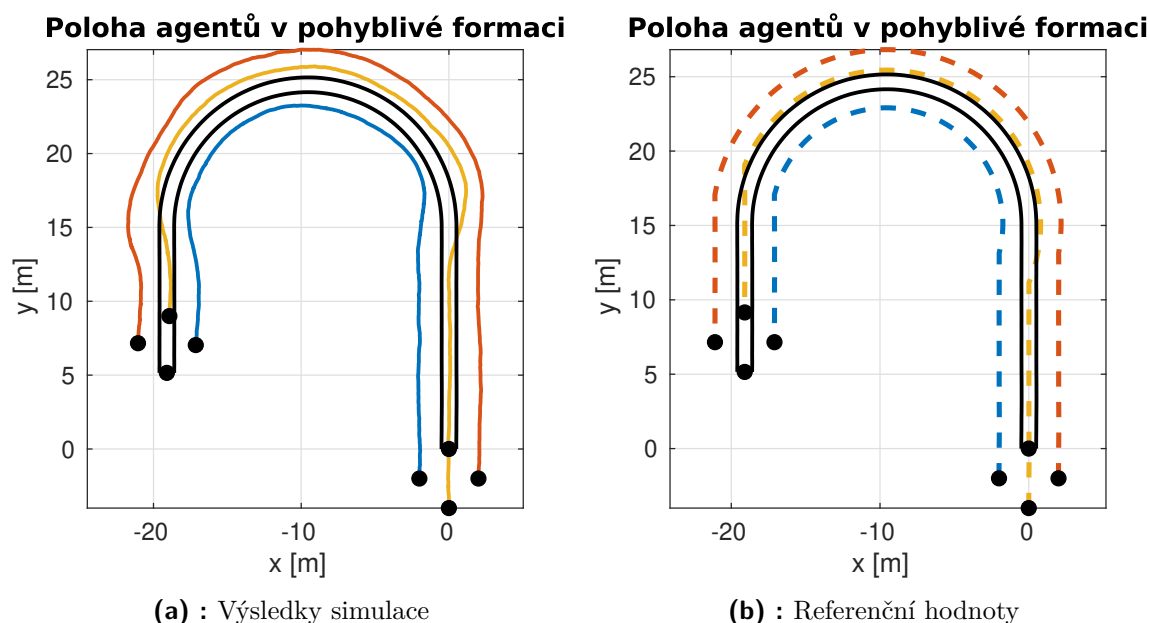 Poloha agentů v pohyblivé formaci
25
20
15
10
5
0
y [m]
-20 -10 0
x [m]
(a) : Výsledky simulace
Poloha agentů v pohyblivé formaci
25
20
15
10
5
0
y [m]
-20 -10 0
x [m]
(b) : Referenční hodnoty